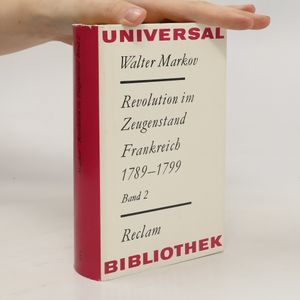 UNIVERSAL
Walter Markov
Revolution im
Zeugenstand
Frankreich
1789–1799
Band 2
Reclam
BIBLIOTHEK